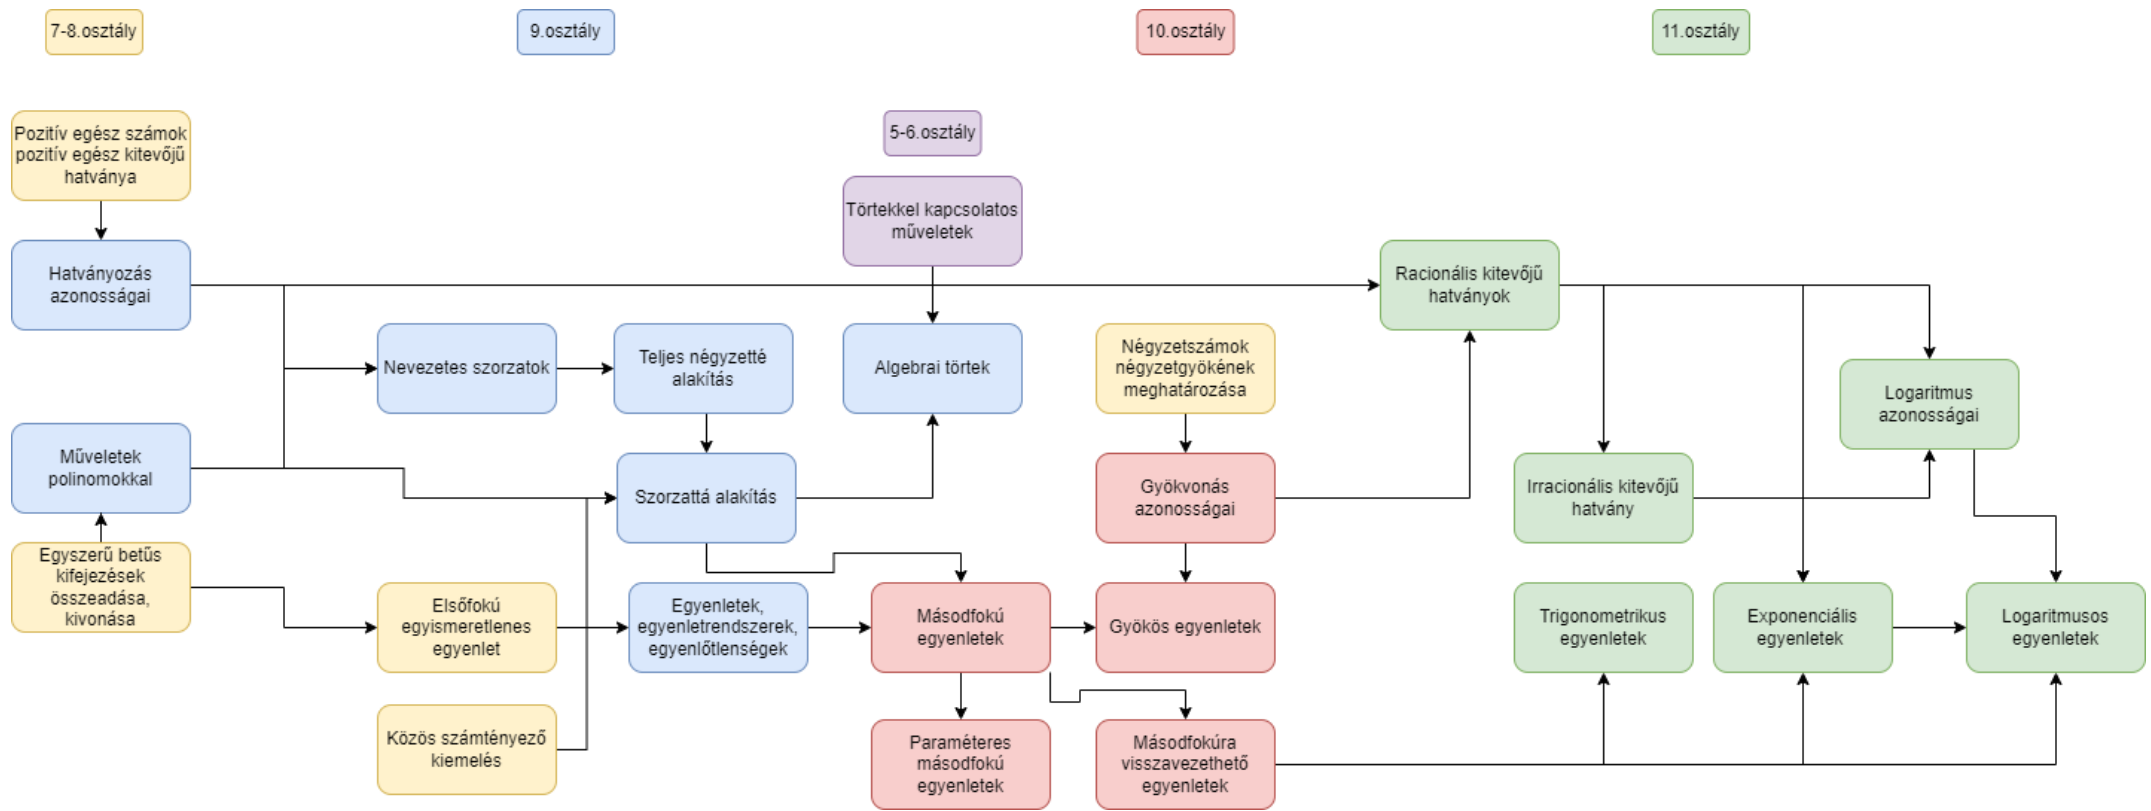 7-8.osztály
9.osztály
10.osztály
11.osztály
5-6.osztály
Pozitív egész számok
pozitív egész kitevőjű
hatványa
Törtekkel kapcsolatos
műveletek
Hatványozás
azonosságai
Racionális kitevőjű
hatványok
Nevezetes szorzatok
Teljes négyzetté
alakítás
Algebrai törtek
Négyzetszámok
négyzetgyökének
meghatározása
Logaritmus
azonosságai
Műveletek
polinomokkal
Szorzattá alakítás
Gyökvonás
azonosságai
Irracionális kitevőjű
hatvány
Egyszerű betűs
kifejezések
összeadása,
kivonása
Elsőfokú
egyismeretlenes
egyenlet
Egyenletek,
egyenletrendszerek,
egyenlőtlenségek
Másodfokú
egyenletek
Gyökös egyenletek
Trigonometrikus
egyenletek
Exponenciális
egyenletek
Logaritmusos
egyenletek
Közös számtényező
kiemelés
Paraméteres
másodfokú
egyenletek
Másodfokúra
visszavezethető
egyenletek